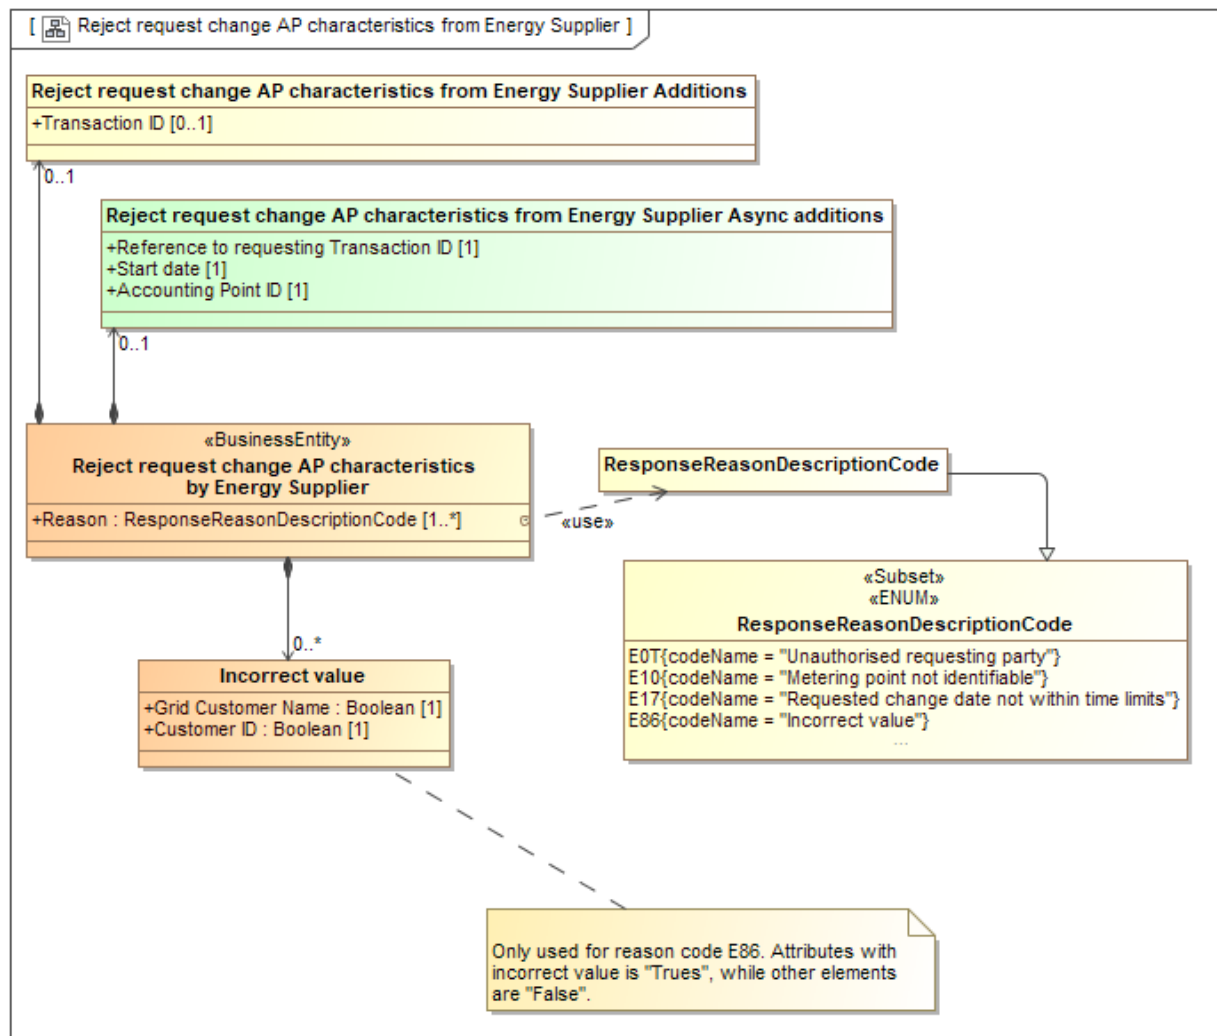 [ Reject request change AP characteristics from Energy Supplier ]
Reject request change AP characteristics from Energy Supplier Additions
+Transaction ID [0..1]
0..1
Reject request change AP characteristics from Energy Supplier Async additions
+Reference to requesting Transaction ID [1]
+Start date [1]
+Accounting Point ID [1]
0..1
«BusinessEntity»
Reject request change AP characteristics
by Energy Supplier
+Reason : ResponseReasonDescriptionCode [1..*]
«use»
ResponseReasonDescriptionCode
«Subset»
«ENUM»
ResponseReasonDescriptionCode
E0T{codeName = "Unauthorised requesting party"}
E10{codeName = "Metering point not identifiable"}
E17{codeName = "Requested change date not within time limits"}
E86{codeName = "Incorrect value"}
...
0..*
Incorrect value
+Grid Customer Name : Boolean [1]
+Customer ID : Boolean [1]
Only used for reason code E86. Attributes with
incorrect value is "Trues", while other elements
are "False".